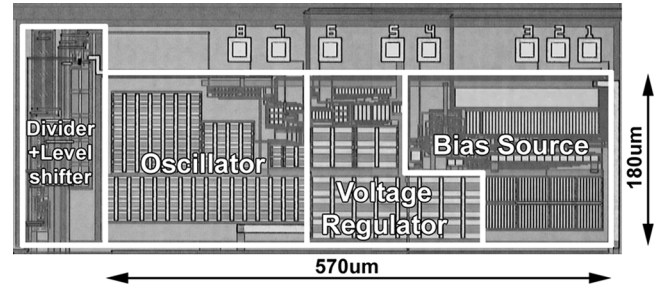 8 7 6 5 4 3 2 1
Divider
+Level
shifter
Oscillator
Voltage
Regulator
Bias Source
180um
570um